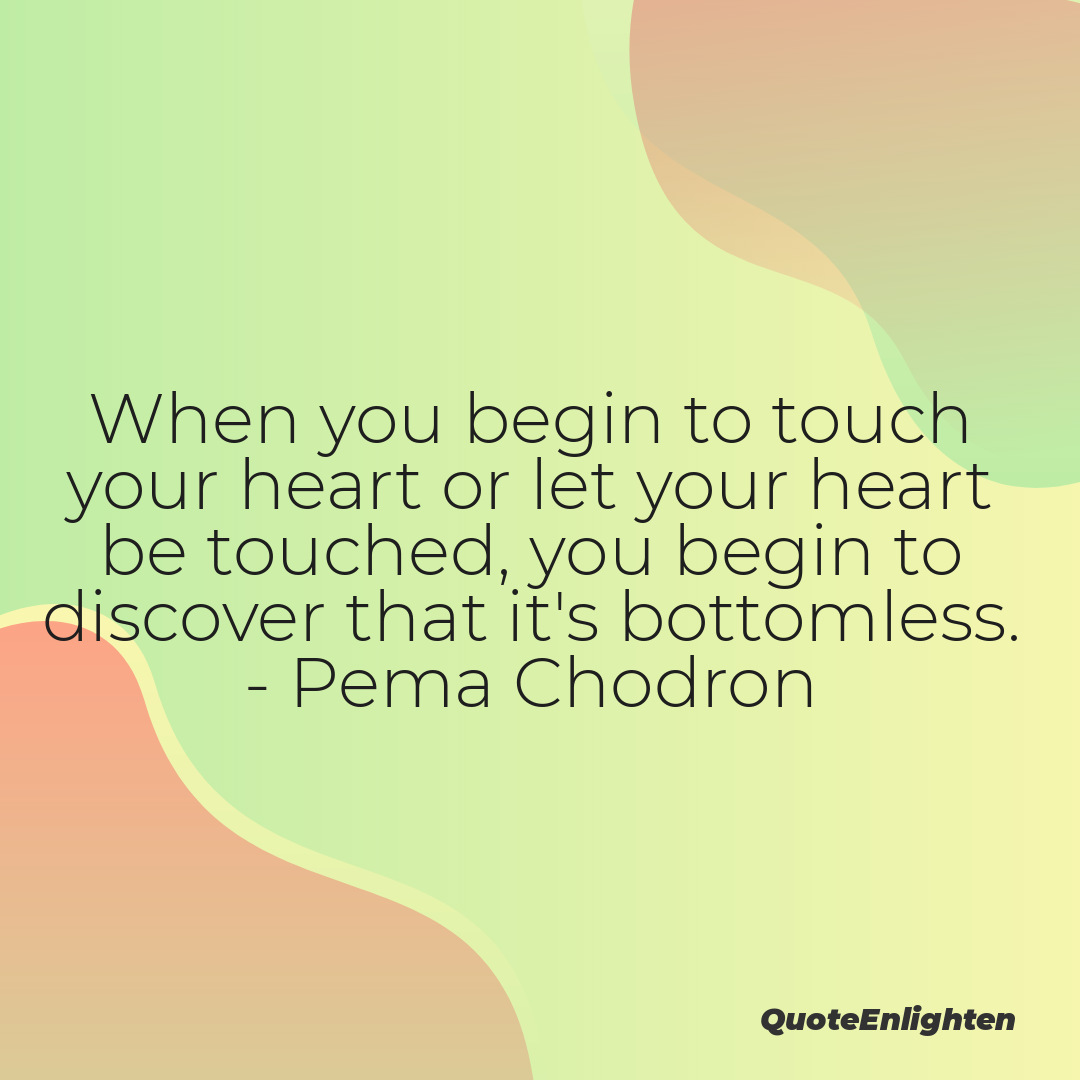 When you begin to touch
your heart or let your heart
be touched, you begin to
discover that it's bottomless.
- Pema Chodron
QuoteEnlighten